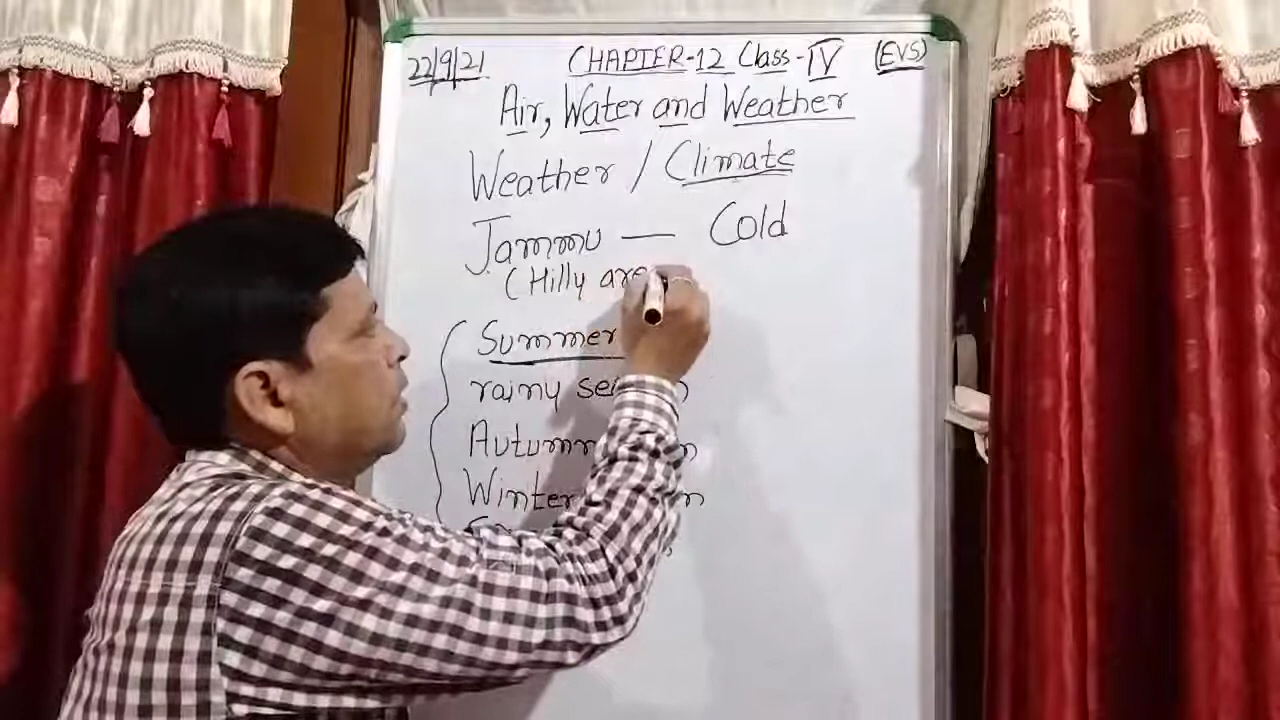 22/9/21 CHAPTER-12 Class-IV (EVS)
Air, Water and Weather
Weather / Climate
Jammu — Cold
(Hilly
Summer
rainy
Autumn
Winter